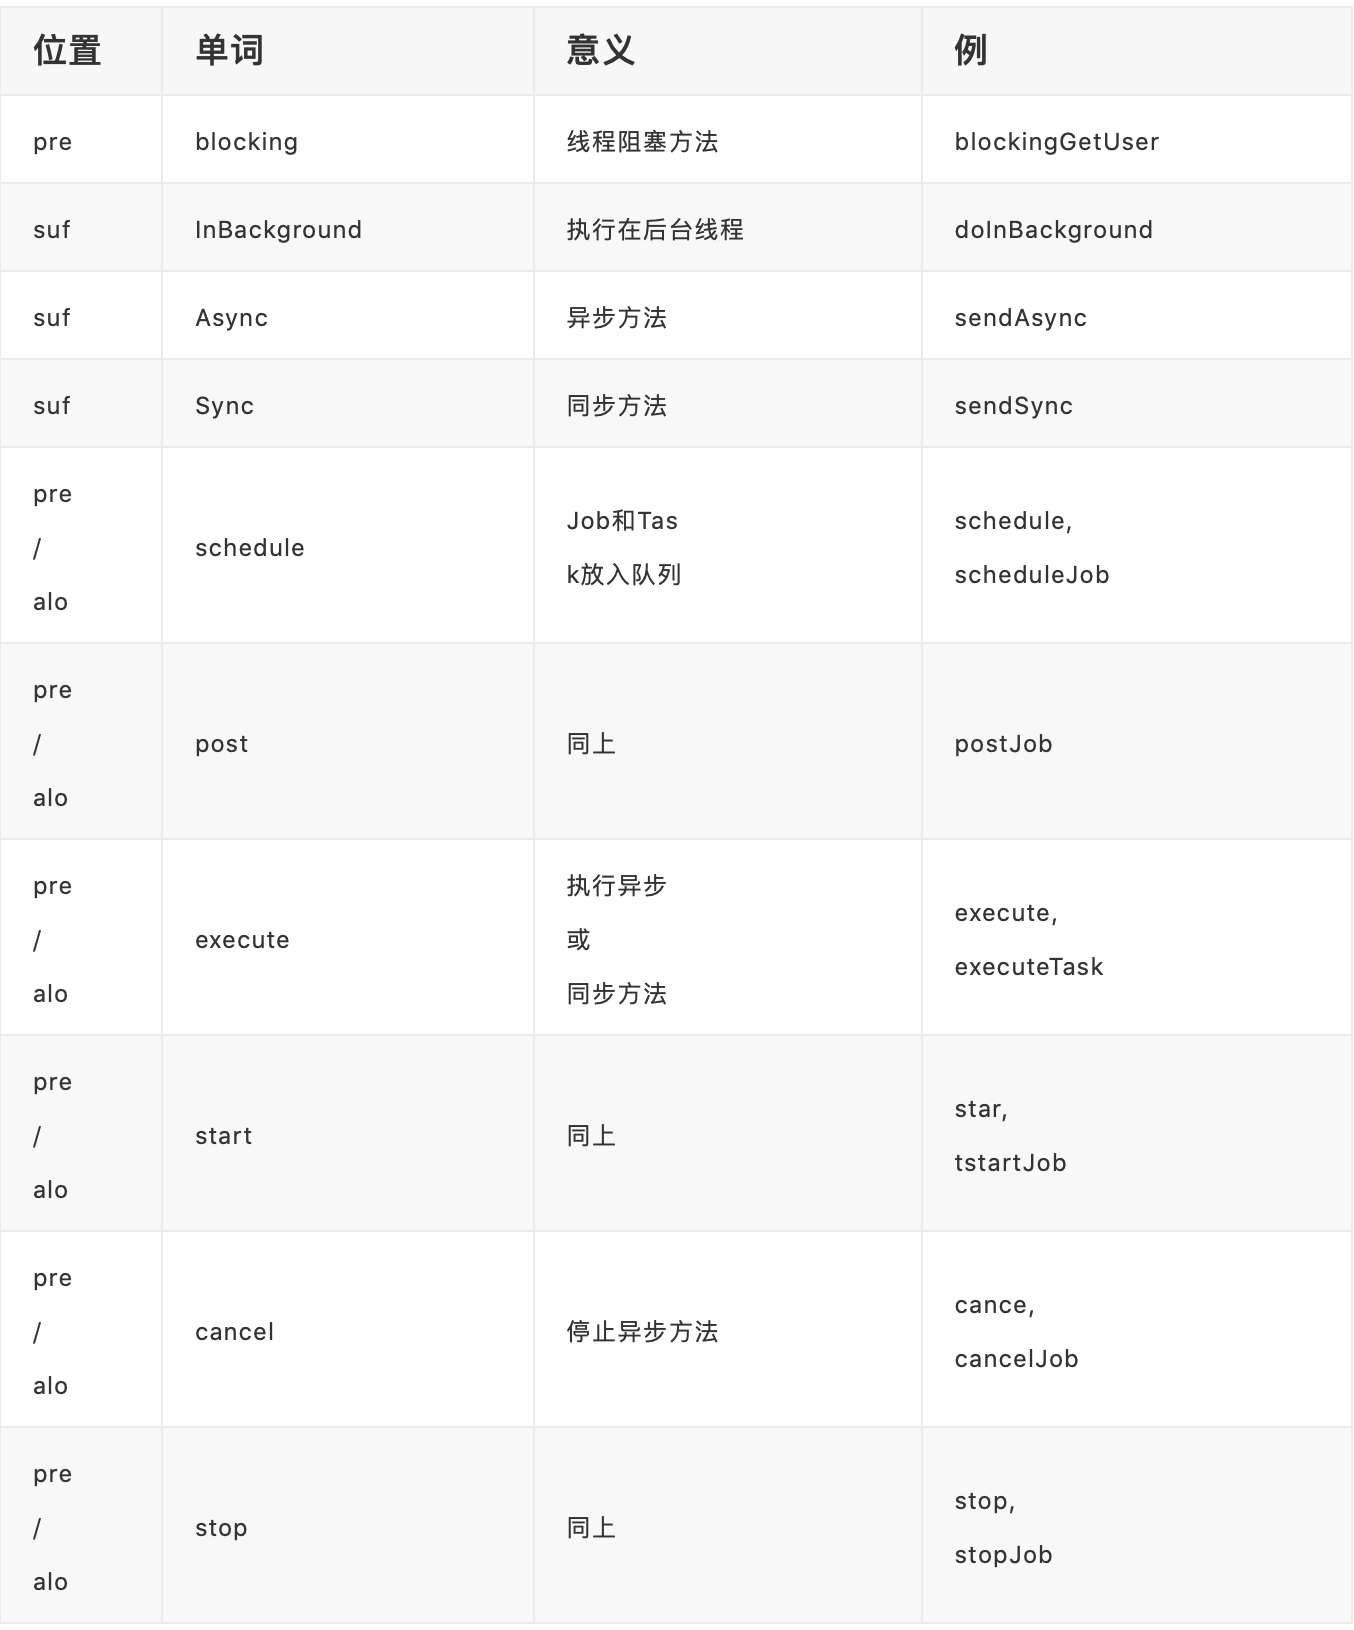 位置 单词 意义 例
pre blocking 线程阻塞方法 blockingGetUser
suf InBackground 执行在后台线程 doInBackground
suf Async 异步方法 sendAsync
suf Sync 同步方法 sendSync
pre
/
alo
schedule
Job和Tas
k放入队列
schedule,
scheduleJob
pre
/
alo
post
同上
postJob
pre
/
alo
execute
执行异步
或
同步方法
execute,
executeTask
pre
/
alo
start
同上
star,
tstartJob
pre
/
alo
cancel
停止异步方法
cance,
cancelJob
pre
/
alo
stop
同上
stop,
stopJob